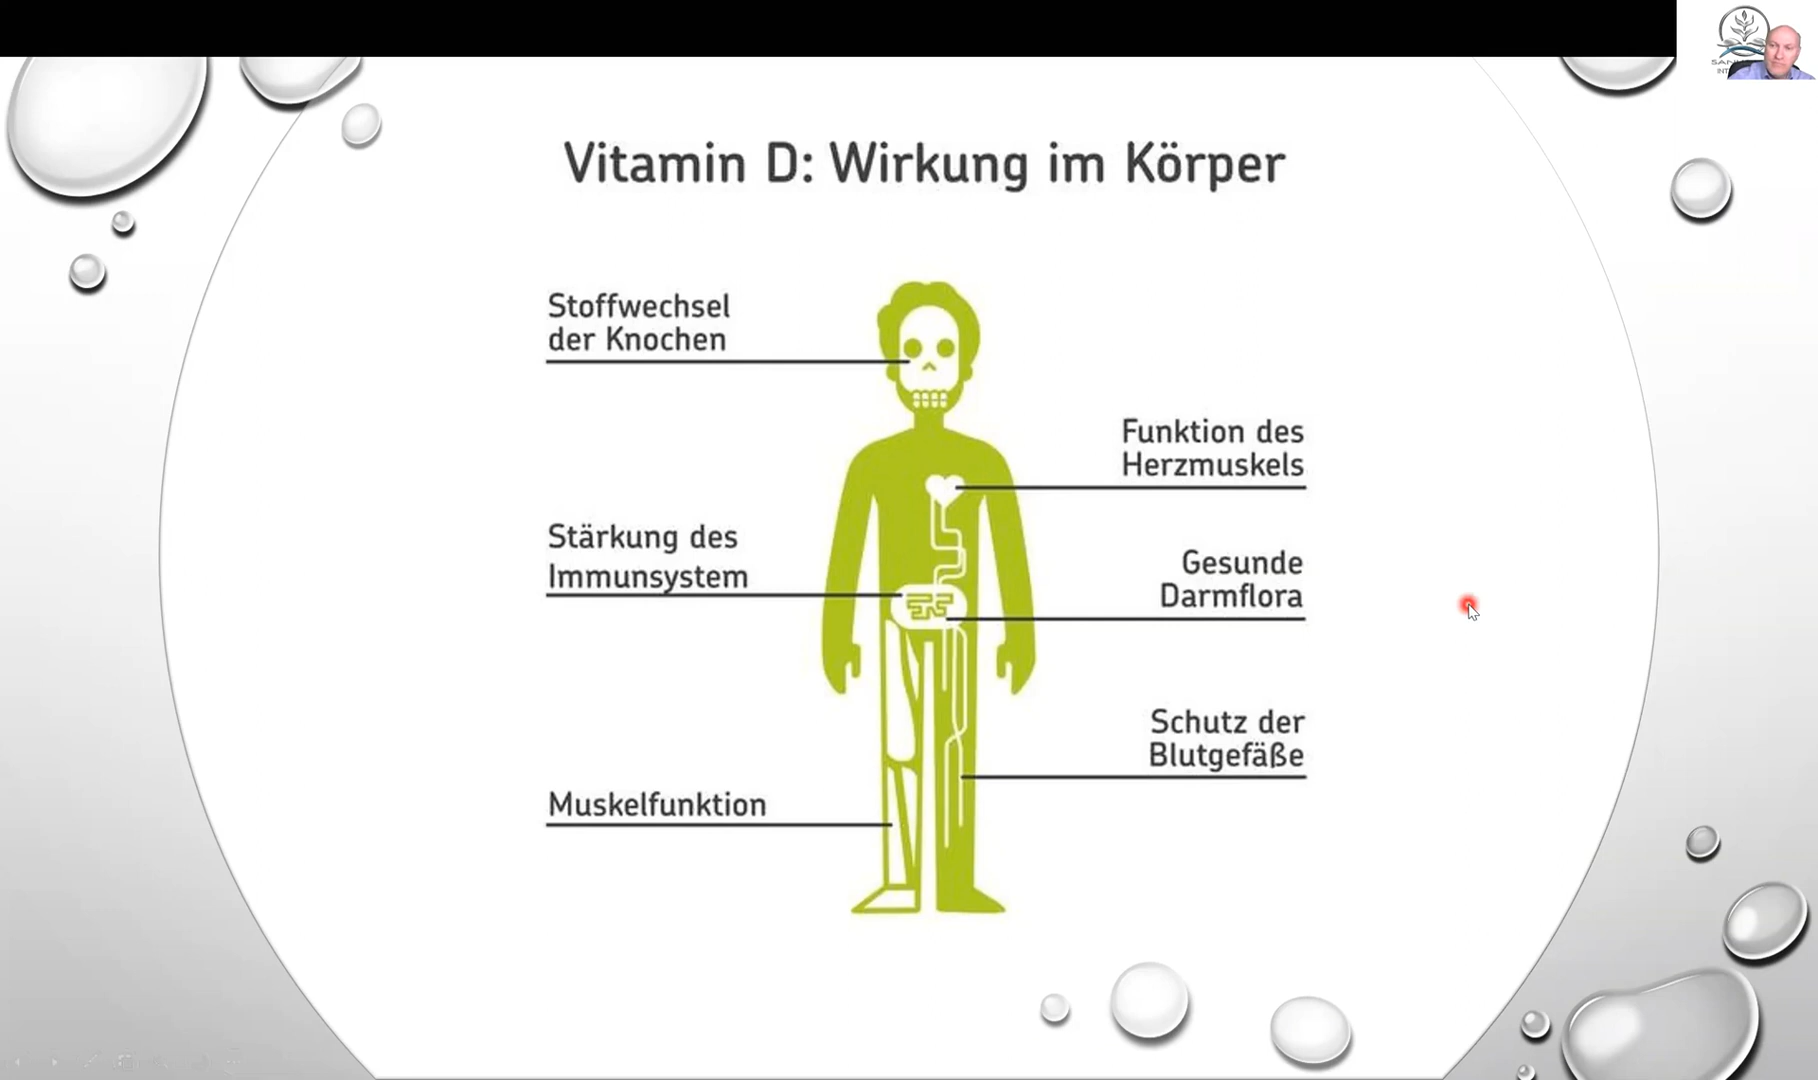 Vitamin D: Wirkung im Körper
Stoffwechsel
der Knochen
Funktion des
Herzmuskels
Stärkung des
Immunsystem
Gesunde
Darmflora
Schutz der
Blutgefäße
Muskelfunktion